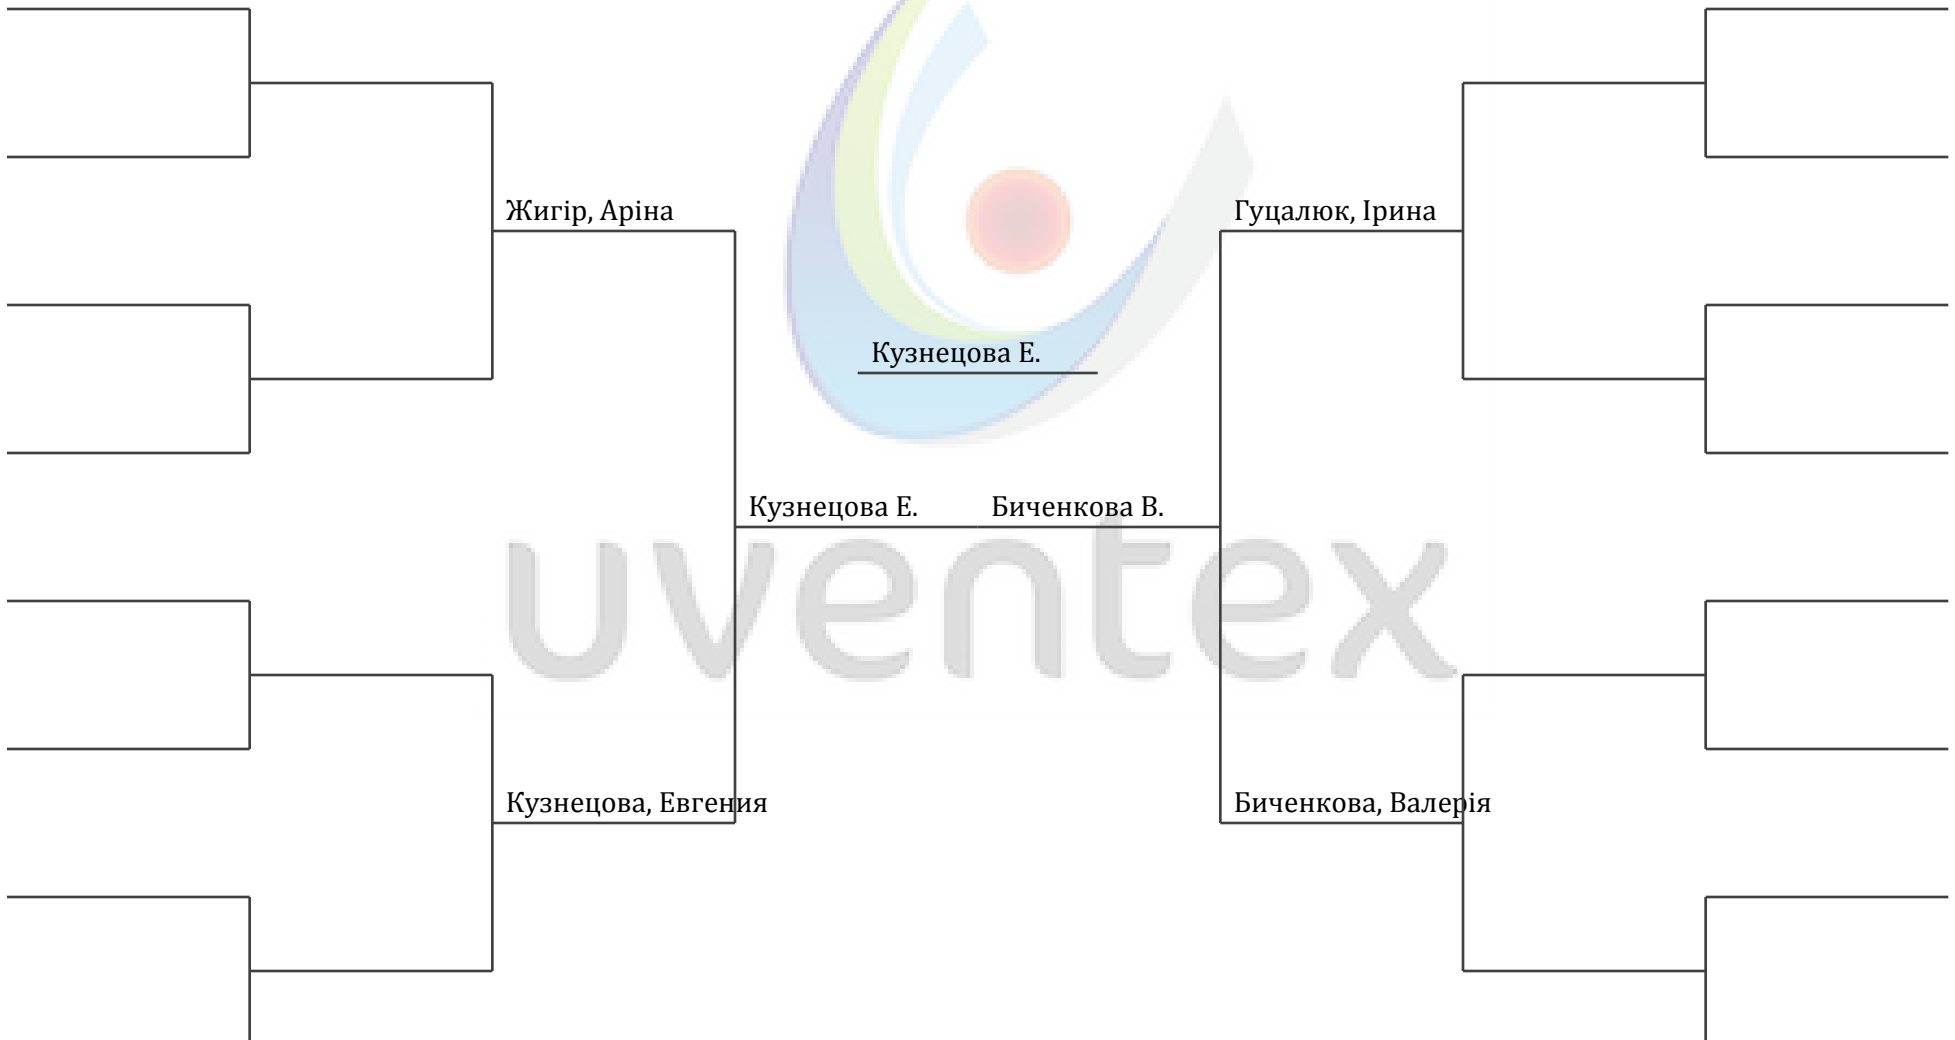 Жигір, Аріна
Гуцалюк, Ірина
Кузнецова Е.
Кузнецова Е.
Биченкова В.
uventex
Кузнецова, Евгения
Биченкова, Валерія